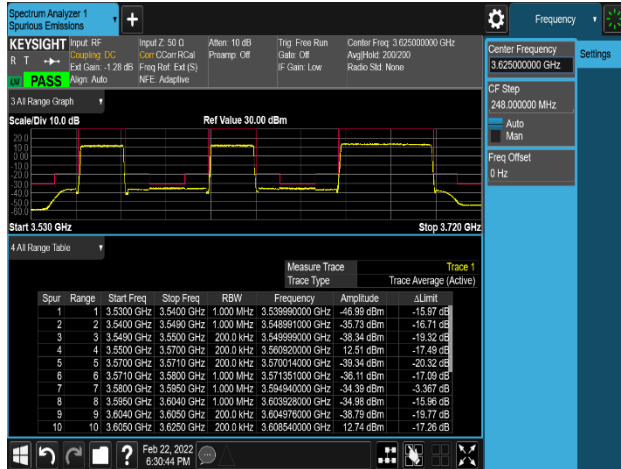 Spectrum Analyzer 1
Spurious Emissions
+
Frequency
KEYSIGHT Input: RF Input Z: 50 Ω Atten: 10 dB Trig: Free Run Center Freq: 3.625000000 GHz
R T Coupling: DC Corr CCorr RCal Preamp: Off Gate: Off Avg|Hold: 200/200
Ext Gain: -1.28 dB Freq Ref: Ext (S) IF Gain: Low Radio Std: None
PASS Align: Auto NFE: Adaptive
Center Frequency
3.625000000 GHz
Settings
CF Step
248.000000 MHz
Auto
Man
Freq Offset
0 Hz
3 All Range Graph
Scale/Div 10.0 dB Ref Value 30.00 dBm
20.0
10.0
0.00
-10.0
-20.0
-30.0
-40.0
-50.0
-60.0
Start 3.530 GHz Stop 3.720 GHz
4 All Range Table
Measure Trace Trace 1
Trace Type Trace Average (Active)
Spur Range Start Freq Stop Freq RBW Frequency Amplitude ΔLimit
1 1 3.5300 GHz 3.5400 GHz 1.000 MHz 3.539990000 GHz -46.99 dBm -15.97 dB
2 2 3.5400 GHz 3.5490 GHz 1.000 MHz 3.548991000 GHz -35.73 dBm -16.71 dB
3 3 3.5490 GHz 3.5500 GHz 200.0 kHz 3.549999000 GHz -38.34 dBm -19.32 dB
4 4 3.5500 GHz 3.5700 GHz 200.0 kHz 3.560920000 GHz 12.51 dBm -17.49 dB
5 5 3.5700 GHz 3.5710 GHz 200.0 kHz 3.570014000 GHz -39.34 dBm -20.32 dB
6 6 3.5710 GHz 3.5800 GHz 1.000 MHz 3.571351000 GHz -36.11 dBm -17.09 dB
7 7 3.5800 GHz 3.5950 GHz 1.000 MHz 3.594940000 GHz -34.39 dBm -3.367 dB
8 8 3.5950 GHz 3.6040 GHz 1.000 MHz 3.603928000 GHz -34.98 dBm -15.96 dB
9 9 3.6040 GHz 3.6050 GHz 200.0 kHz 3.604976000 GHz -38.79 dBm -19.77 dB
10 10 3.6050 GHz 3.6250 GHz 200.0 kHz 3.608540000 GHz 12.74 dBm -17.26 dB
? Feb 22, 2022
6:30:44 PM